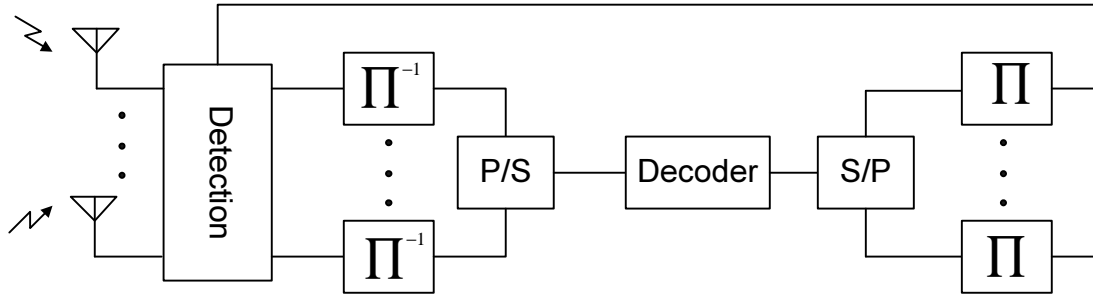 ∏⁻¹
∏
Detection
P/S
Decoder
S/P
∏⁻¹
∏